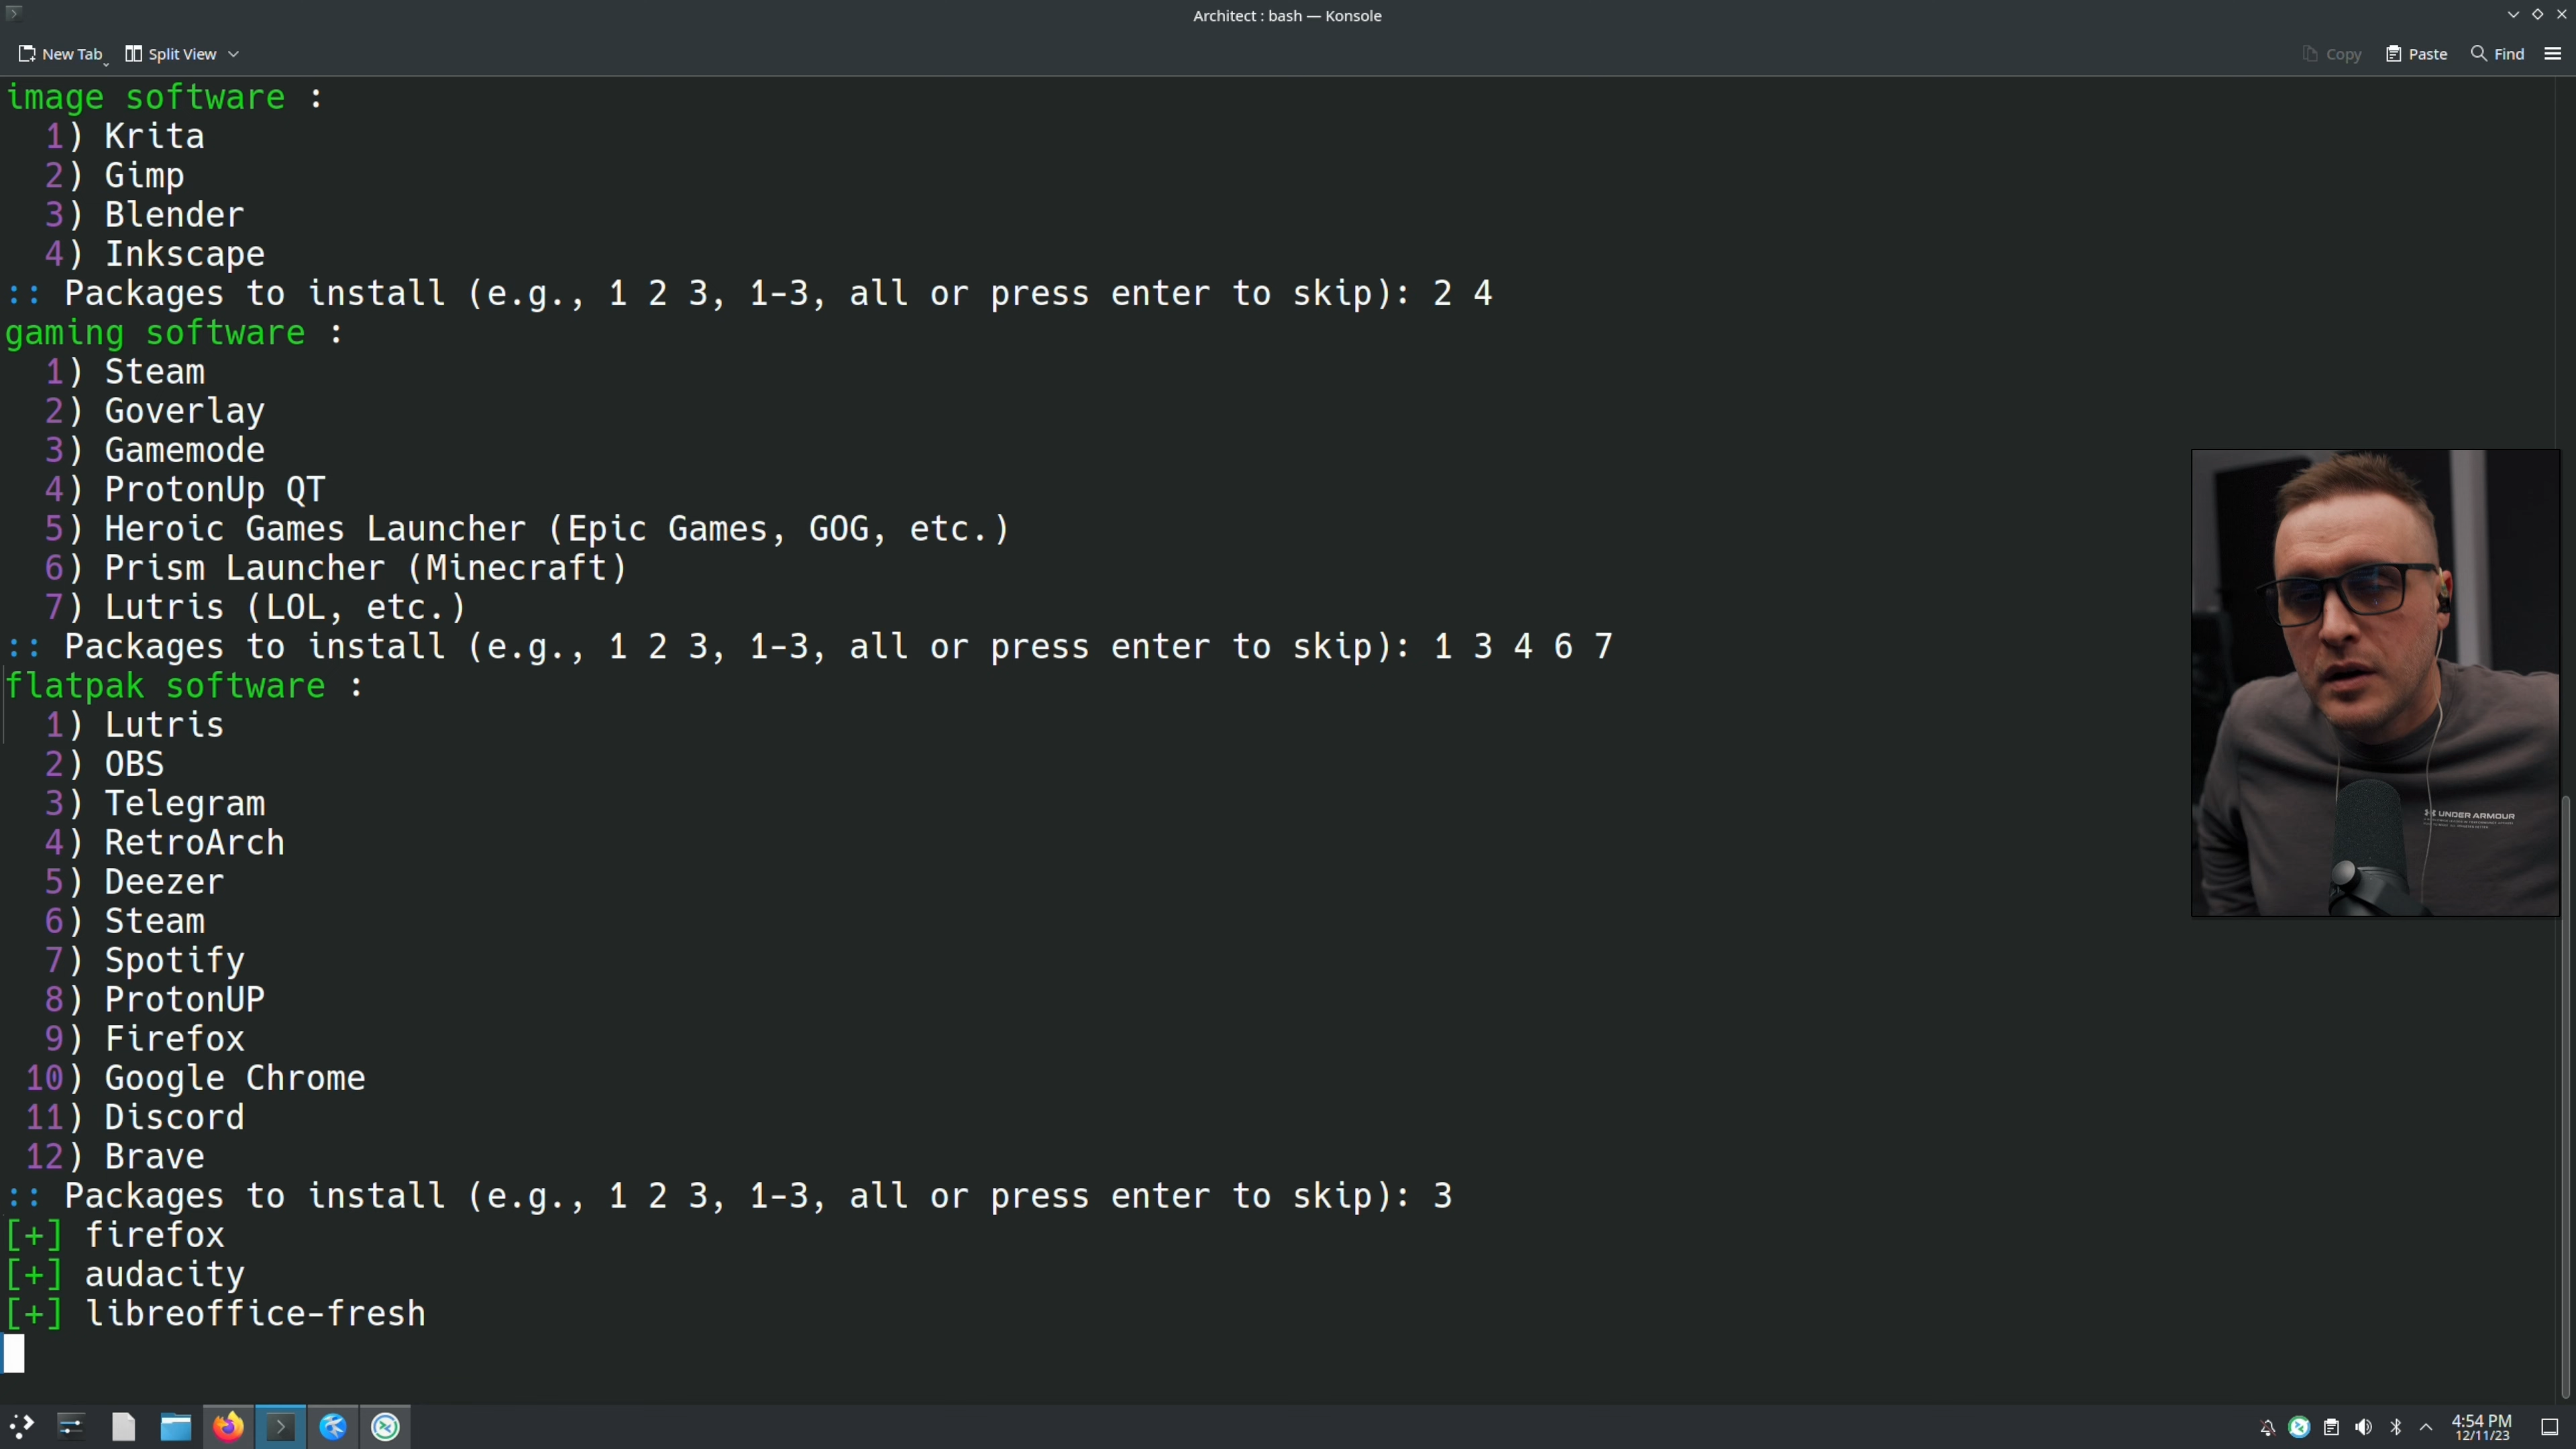 Architect : bash — Konsole
New Tab
Split View
Copy
Paste
Find
image software :
1) Krita
2) Gimp
3) Blender
4) Inkscape
:: Packages to install (e.g., 1 2 3, 1-3, all or press enter to skip): 2 4
gaming software :
1) Steam
2) Goverlay
3) Gamemode
4) ProtonUp QT
5) Heroic Games Launcher (Epic Games, GOG, etc.)
6) Prism Launcher (Minecraft)
7) Lutris (LOL, etc.)
:: Packages to install (e.g., 1 2 3, 1-3, all or press enter to skip): 1 3 4 6 7
flatpak software :
1) Lutris
2) OBS
3) Telegram
4) RetroArch
5) Deezer
6) Steam
7) Spotify
8) ProtonUP
9) Firefox
10) Google Chrome
11) Discord
12) Brave
:: Packages to install (e.g., 1 2 3, 1-3, all or press enter to skip): 3
[+] firefox
[+] audacity
[+] libreoffice-fresh
UNDER ARMOUR
4:54 PM
12/11/23